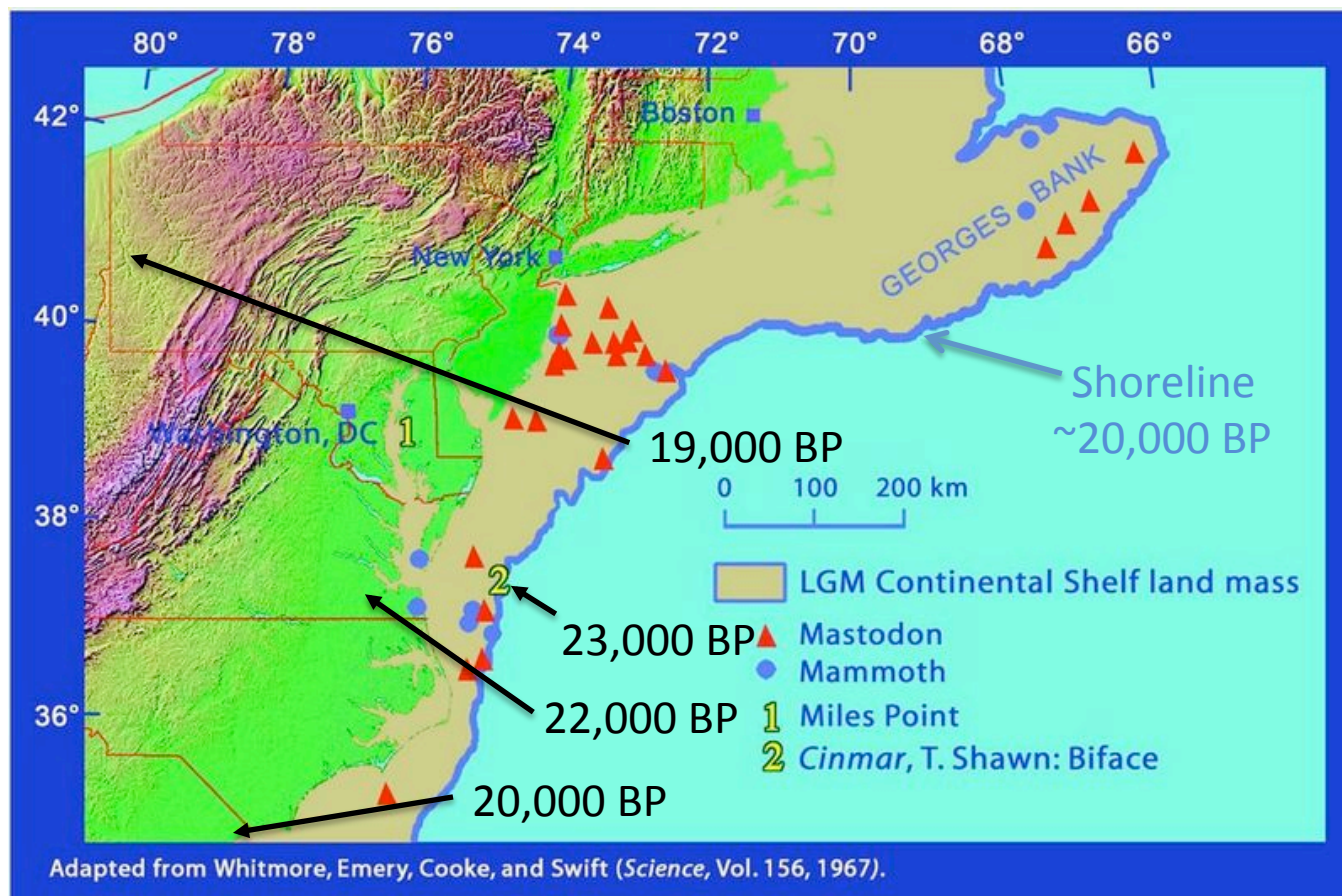 80° 78° 76° 74° 72° 70° 68° 66°
42°
Boston
GEORGES BANK
New York
40°
Shoreline
~20,000 BP
Washington, DC 1
19,000 BP
0 100 200 km
38°
2
LGM Continental Shelf land mass
23,000 BP
Mastodon
Mammoth
22,000 BP
1 Miles Point
36°
2 Cinmar, T. Shawn: Biface
20,000 BP
Adapted from Whitmore, Emery, Cooke, and Swift (Science, Vol. 156, 1967).